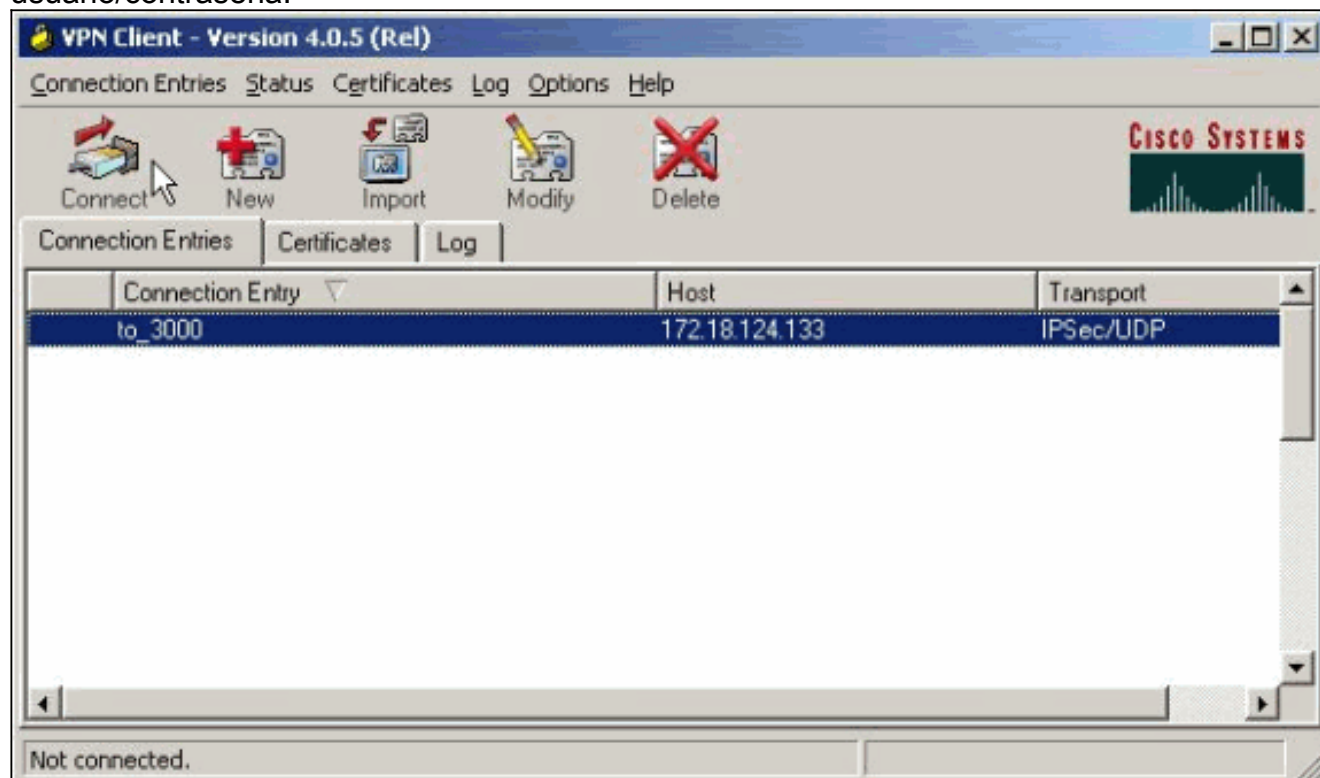 usuario/contraseña.
VPN Client - Version 4.0.5 (Rel)
Connection Entries Status Certificates Log Options Help
Connect New Import Modify Delete
CISCO SYSTEMS
Connection Entries Certificates Log
Connection Entry Host Transport
to_3000 172.18.124.133 IPSec/UDP
Not connected.